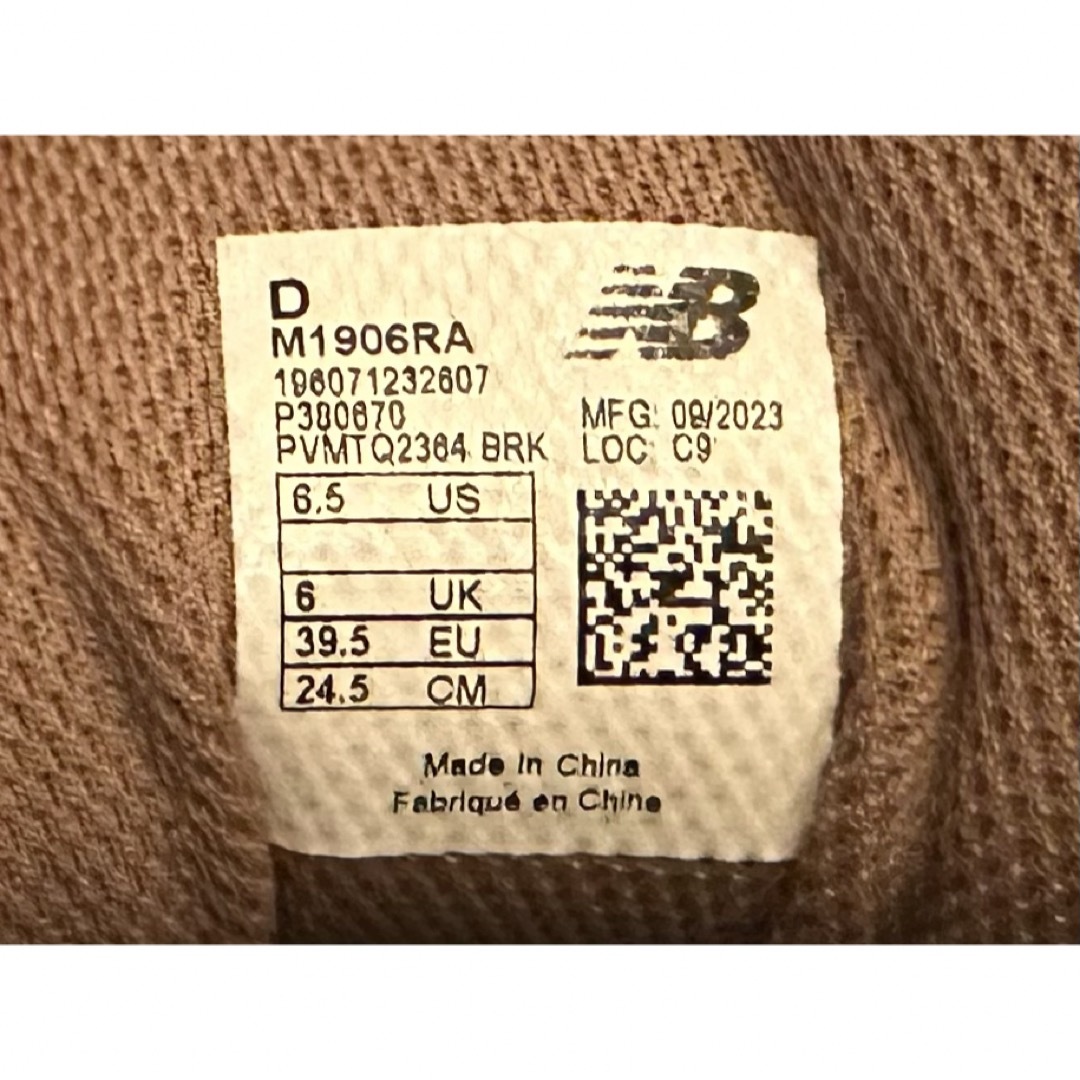 D
M1906RA
196071232607
P380670
PVMTQ2364 BRK
MFG: 09/2023
LOC: C9
6.5 US
6 UK
39.5 EU
24.5 CM
Made in China
Fabriqué en Chine